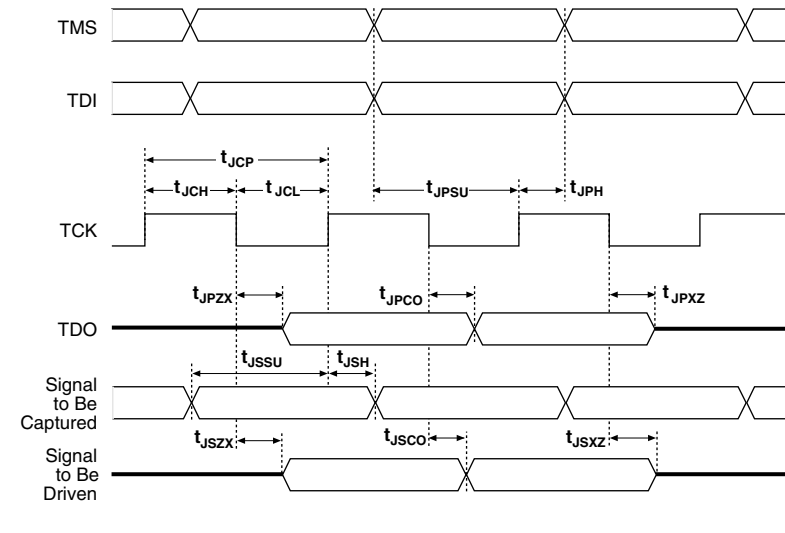 TMS
TDI
tJCP
tJCH
tJCL
tJPSU
tJPH
TCK
tJPZX
tJPCO
tJPXZ
TDO
tJSSU
tJSH
Signal
to Be
Captured
tJSZX
tJSCO
tJSXZ
Signal
to Be
Driven